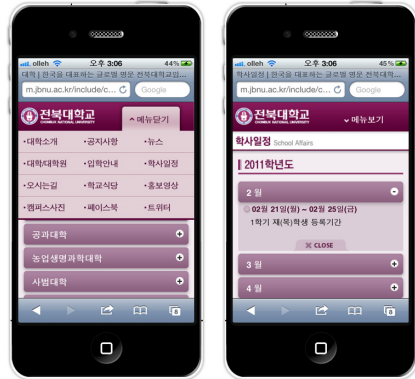 olleh 오후 3:06 44%
대학 | 한국을 대표하는 글로벌 명문 전북대학교입...
m.jbnu.ac.kr/include/c... Google
전북대학교
CHONBUK NATIONAL UNIVERSITY
메뉴닫기
·대학소개 ·공지사항 ·뉴스
·대학/대학원 ·입학안내 ·학사일정
·오시는길 ·학교식당 ·홍보영상
·캠퍼스사진 ·페이스북 ·트위터
공과대학
농업생명과학대학
사범대학
8
olleh 오후 3:06 45%
학사일정 | 한국을 대표하는 글로벌 명문 전북대학...
m.jbnu.ac.kr/include/c... Google
전북대학교
CHONBUK NATIONAL UNIVERSITY
메뉴보기
학사일정 School Affairs
2011학년도
2 월
02월 21일(월) ~ 02월 25일(금)
1학기 재(복)학생 등록기간
CLOSE
3 월
4 월
8